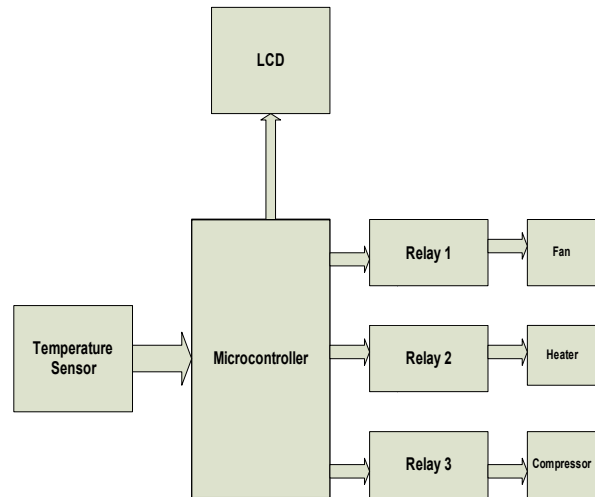 LCD
Relay 1
Fan
Temperature
Sensor
Microcontroller
Relay 2
Heater
Relay 3
Compressor